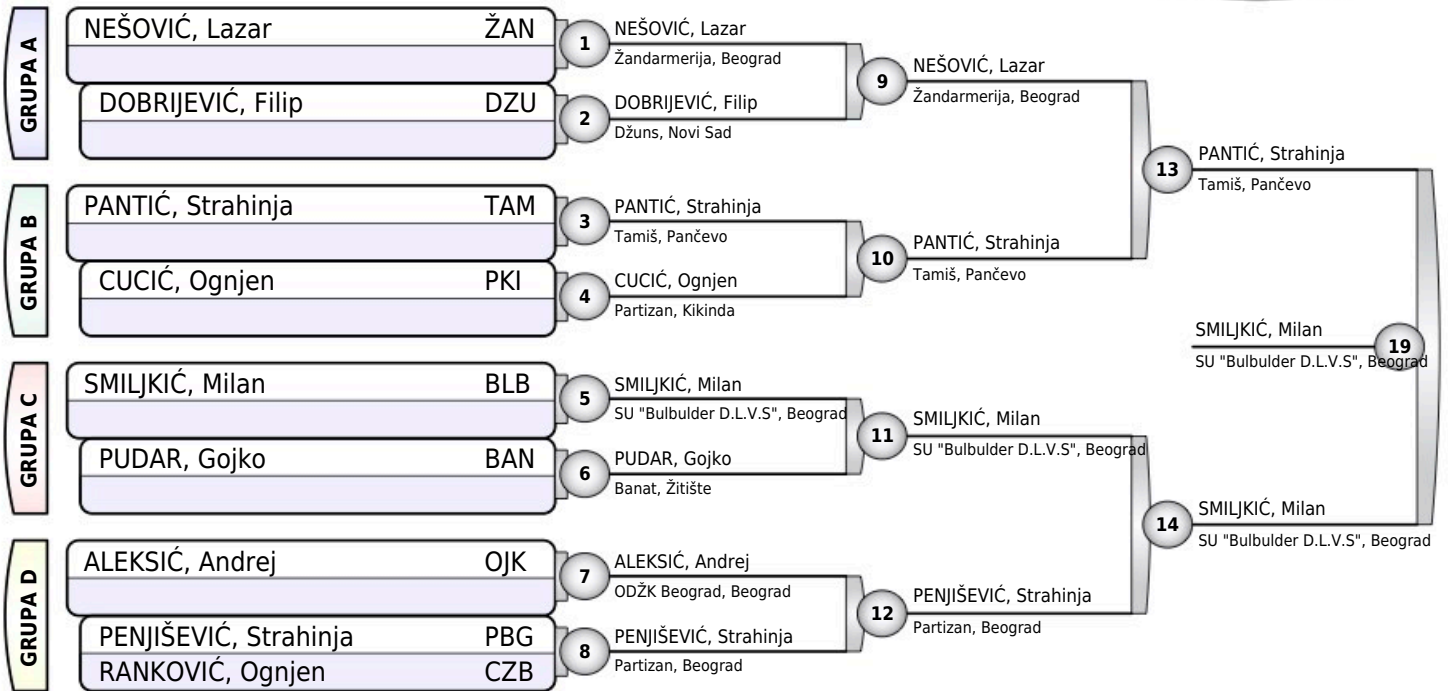 GRUPA A
NEŠOVIĆ, Lazar ŽAN
DOBRIJEVIĆ, Filip DZU
GRUPA B
PANTIĆ, Strahinja TAM
CUCIĆ, Ognjen PKI
GRUPA C
SMILJKIĆ, Milan BLB
PUDAR, Gojko BAN
GRUPA D
ALEKSIĆ, Andrej OJK
PENJIŠEVIĆ, Strahinja PBG
RANKOVIĆ, Ognjen CZB
1
NEŠOVIĆ, Lazar
Žandarmerija, Beograd
2
DOBRIJEVIĆ, Filip
Džuns, Novi Sad
3
PANTIĆ, Strahinja
Tamiš, Pančevo
4
CUCIĆ, Ognjen
Partizan, Kikinda
5
SMILJKIĆ, Milan
SU "Bulbulder D.L.V.S", Beograd
6
PUDAR, Gojko
Banat, Žitište
7
ALEKSIĆ, Andrej
ODŽK Beograd, Beograd
8
PENJIŠEVIĆ, Strahinja
Partizan, Beograd
9
NEŠOVIĆ, Lazar
Žandarmerija, Beograd
10
PANTIĆ, Strahinja
Tamiš, Pančevo
11
SMILJKIĆ, Milan
SU "Bulbulder D.L.V.S", Beograd
12
PENJIŠEVIĆ, Strahinja
Partizan, Beograd
13
PANTIĆ, Strahinja
Tamiš, Pančevo
14
SMILJKIĆ, Milan
SU "Bulbulder D.L.V.S", Beograd
19
SMILJKIĆ, Milan
SU "Bulbulder D.L.V.S", Beograd